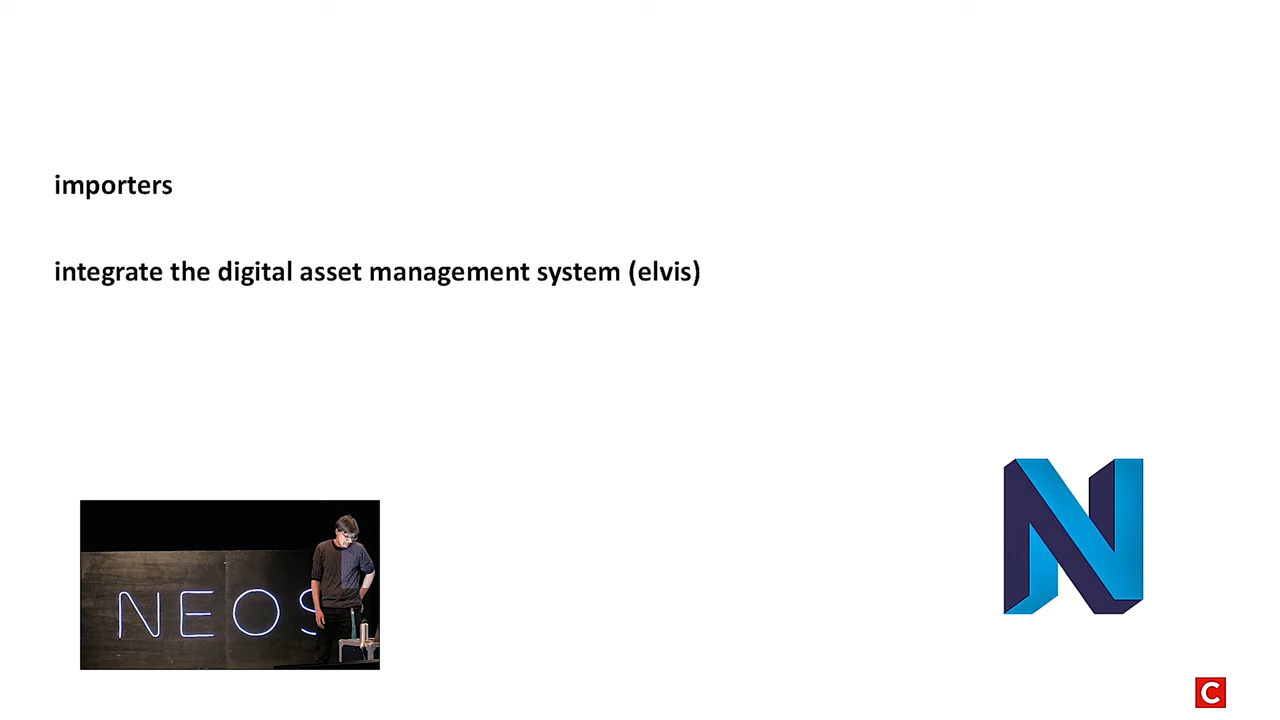 importers
integrate the digital asset management system (elvis)
NEOS
N
C